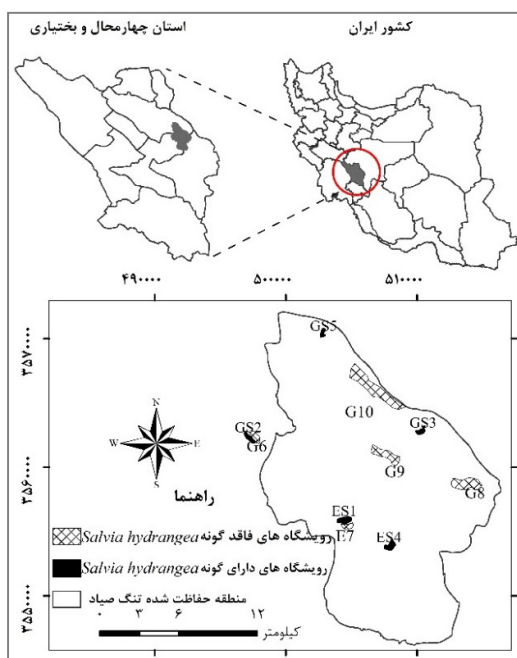 کشور ایران
استان چهارمحال و بختیاری
۴۹۰۰۰۰ ۵۰۰۰۰۰ ۵۱۰۰۰۰
۳۵۷۰۰۰۰
۳۵۶۰۰۰۰
۳۵۵۰۰۰۰
GS5
G10
GS2
G6
GS3
G9
G8
ES1
E7
ES4
N
W E
S
راهنما
رویشگاه های فاقد گونه Salvia hydrangea
رویشگاه های دارای گونه Salvia hydrangea
منطقه حفاظت شده تنگ صیاد
۰ ۳ ۶ ۱۲
کیلومتر